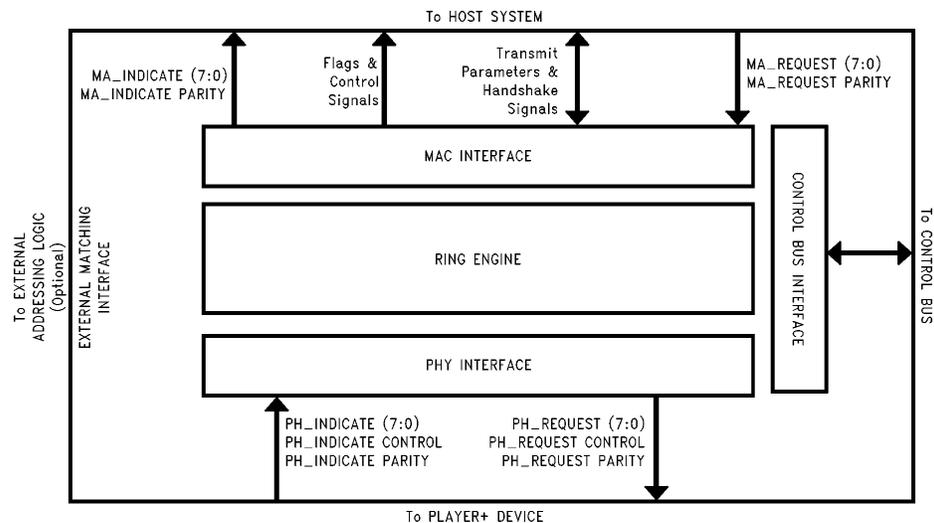 To HOST SYSTEM
MA_INDICATE (7:0)
MA_INDICATE PARITY
Flags &
Control
Signals
Transmit
Parameters &
Handshake
Signals
MA_REQUEST (7:0)
MA_REQUEST PARITY
MAC INTERFACE
To EXTERNAL
ADDRESSING LOGIC
(Optional)
EXTERNAL MATCHING
INTERFACE
RING ENGINE
CONTROL BUS INTERFACE
To CONTROL BUS
PHY INTERFACE
PH_INDICATE (7:0)
PH_INDICATE CONTROL
PH_INDICATE PARITY
PH_REQUEST (7:0)
PH_REQUEST CONTROL
PH_REQUEST PARITY
To PLAYER+ DEVICE